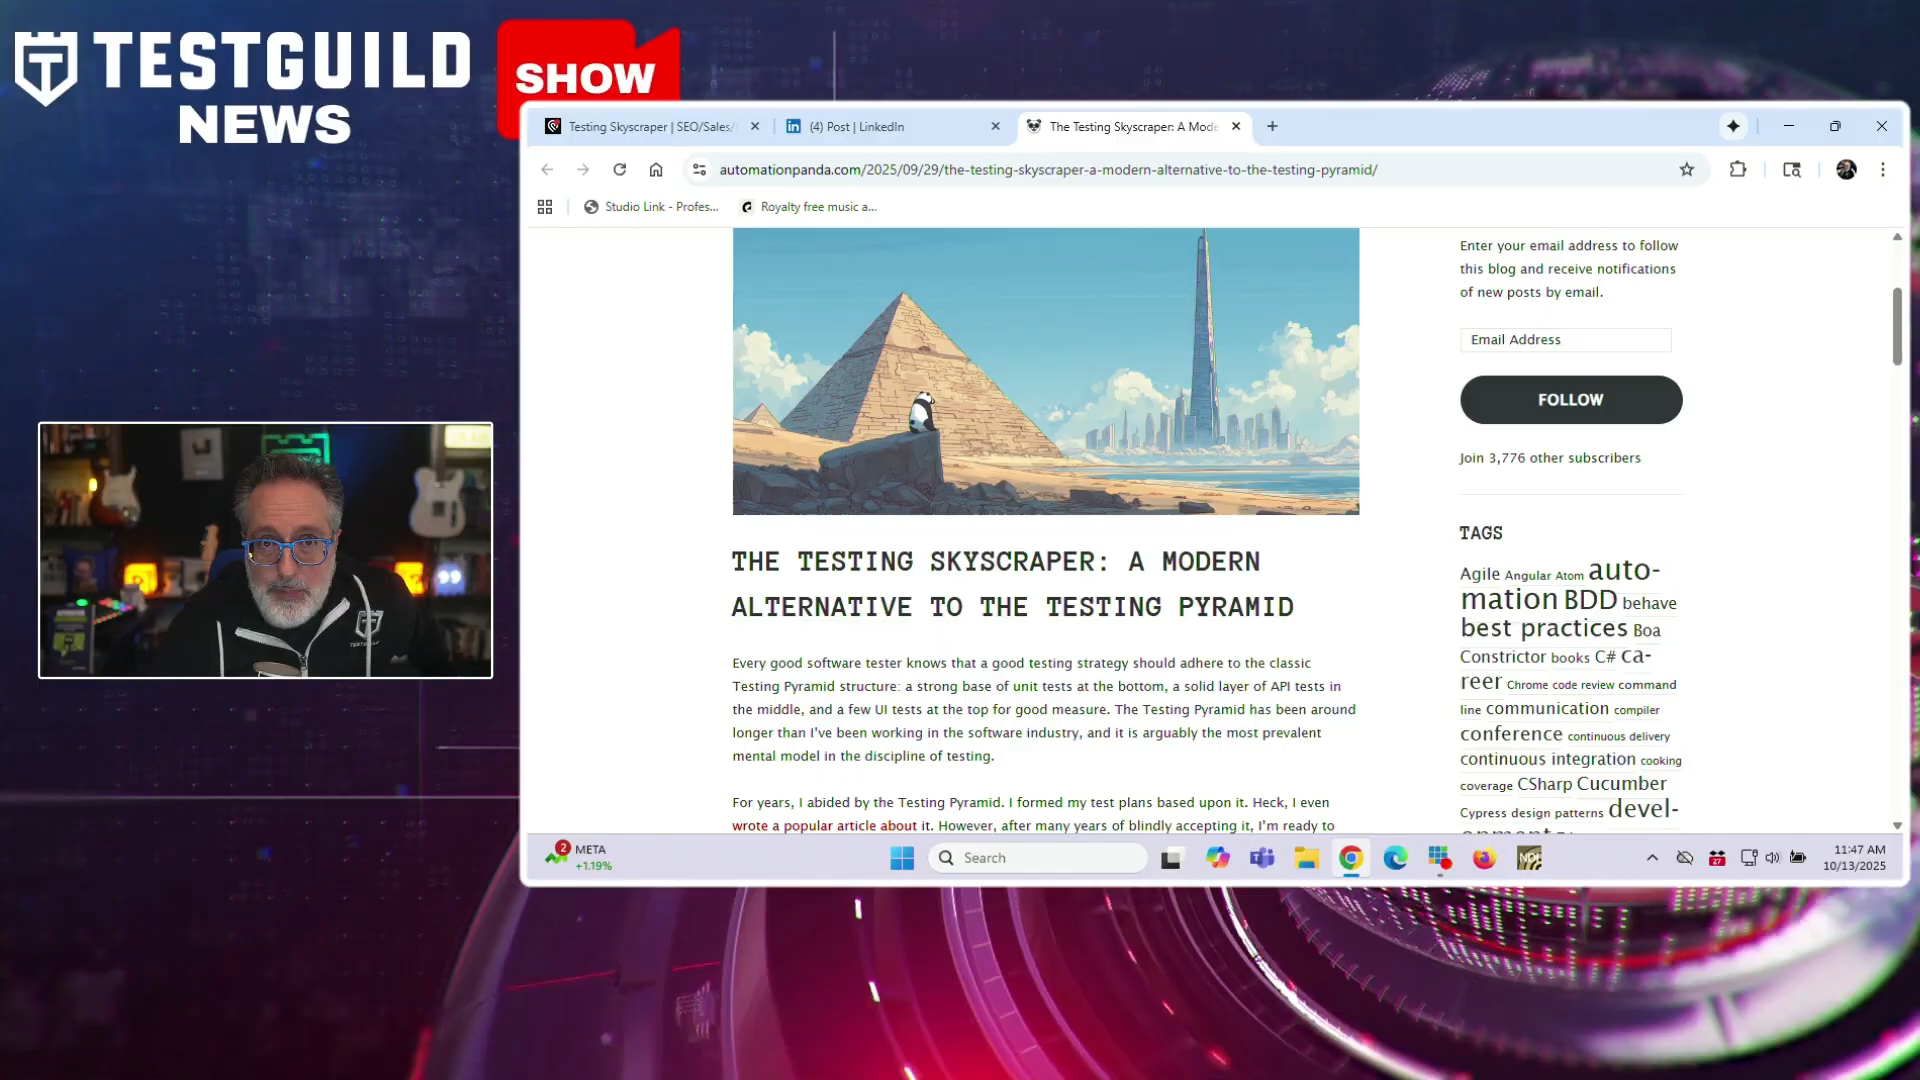 TESTGUILD
NEWS
SHOW
Testing Skyscraper | SEO/Sales/
(4) Post | LinkedIn
The Testing Skyscraper: A Mode
automationpanda.com/2025/09/29/the-testing-skyscraper-a-modern-alternative-to-the-testing-pyramid/
Studio Link - Profes...
Royalty free music a...
THE TESTING SKYSCRAPER: A MODERN
ALTERNATIVE TO THE TESTING PYRAMID
Every good software tester knows that a good testing strategy should adhere to the classic
Testing Pyramid structure: a strong base of unit tests at the bottom, a solid layer of API tests in
the middle, and a few UI tests at the top for good measure. The Testing Pyramid has been around
longer than I've been working in the software industry, and it is arguably the most prevalent
mental model in the discipline of testing.
For years, I abided by the Testing Pyramid. I formed my test plans based upon it. Heck, I even
wrote a popular article about it. However, after many years of blindly accepting it, I'm ready to
Enter your email address to follow
this blog and receive notifications
of new posts by email.
Email Address
FOLLOW
Join 3,776 other subscribers
TAGS
Agile Angular Atom auto-
mation BDD behave
best practices Boa
Constrictor books C# ca-
reer Chrome code review command
line communication compiler
conference continuous delivery
continuous integration cooking
coverage CSharp Cucumber
Cypress design patterns devel-
2
META
+1.19%
Search
27
11:47 AM
10/13/2025